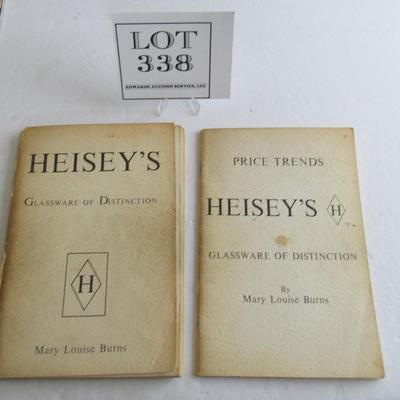 LOT
338
EDWARDS AUCTION SERVICE, LLC
HEISEY'S
GLASSWARE OF DISTINCTION
H
Mary Louise Burns
PRICE TRENDS
HEISEY'S H
GLASSWARE OF DISTINCTION
By
Mary Louise Burns